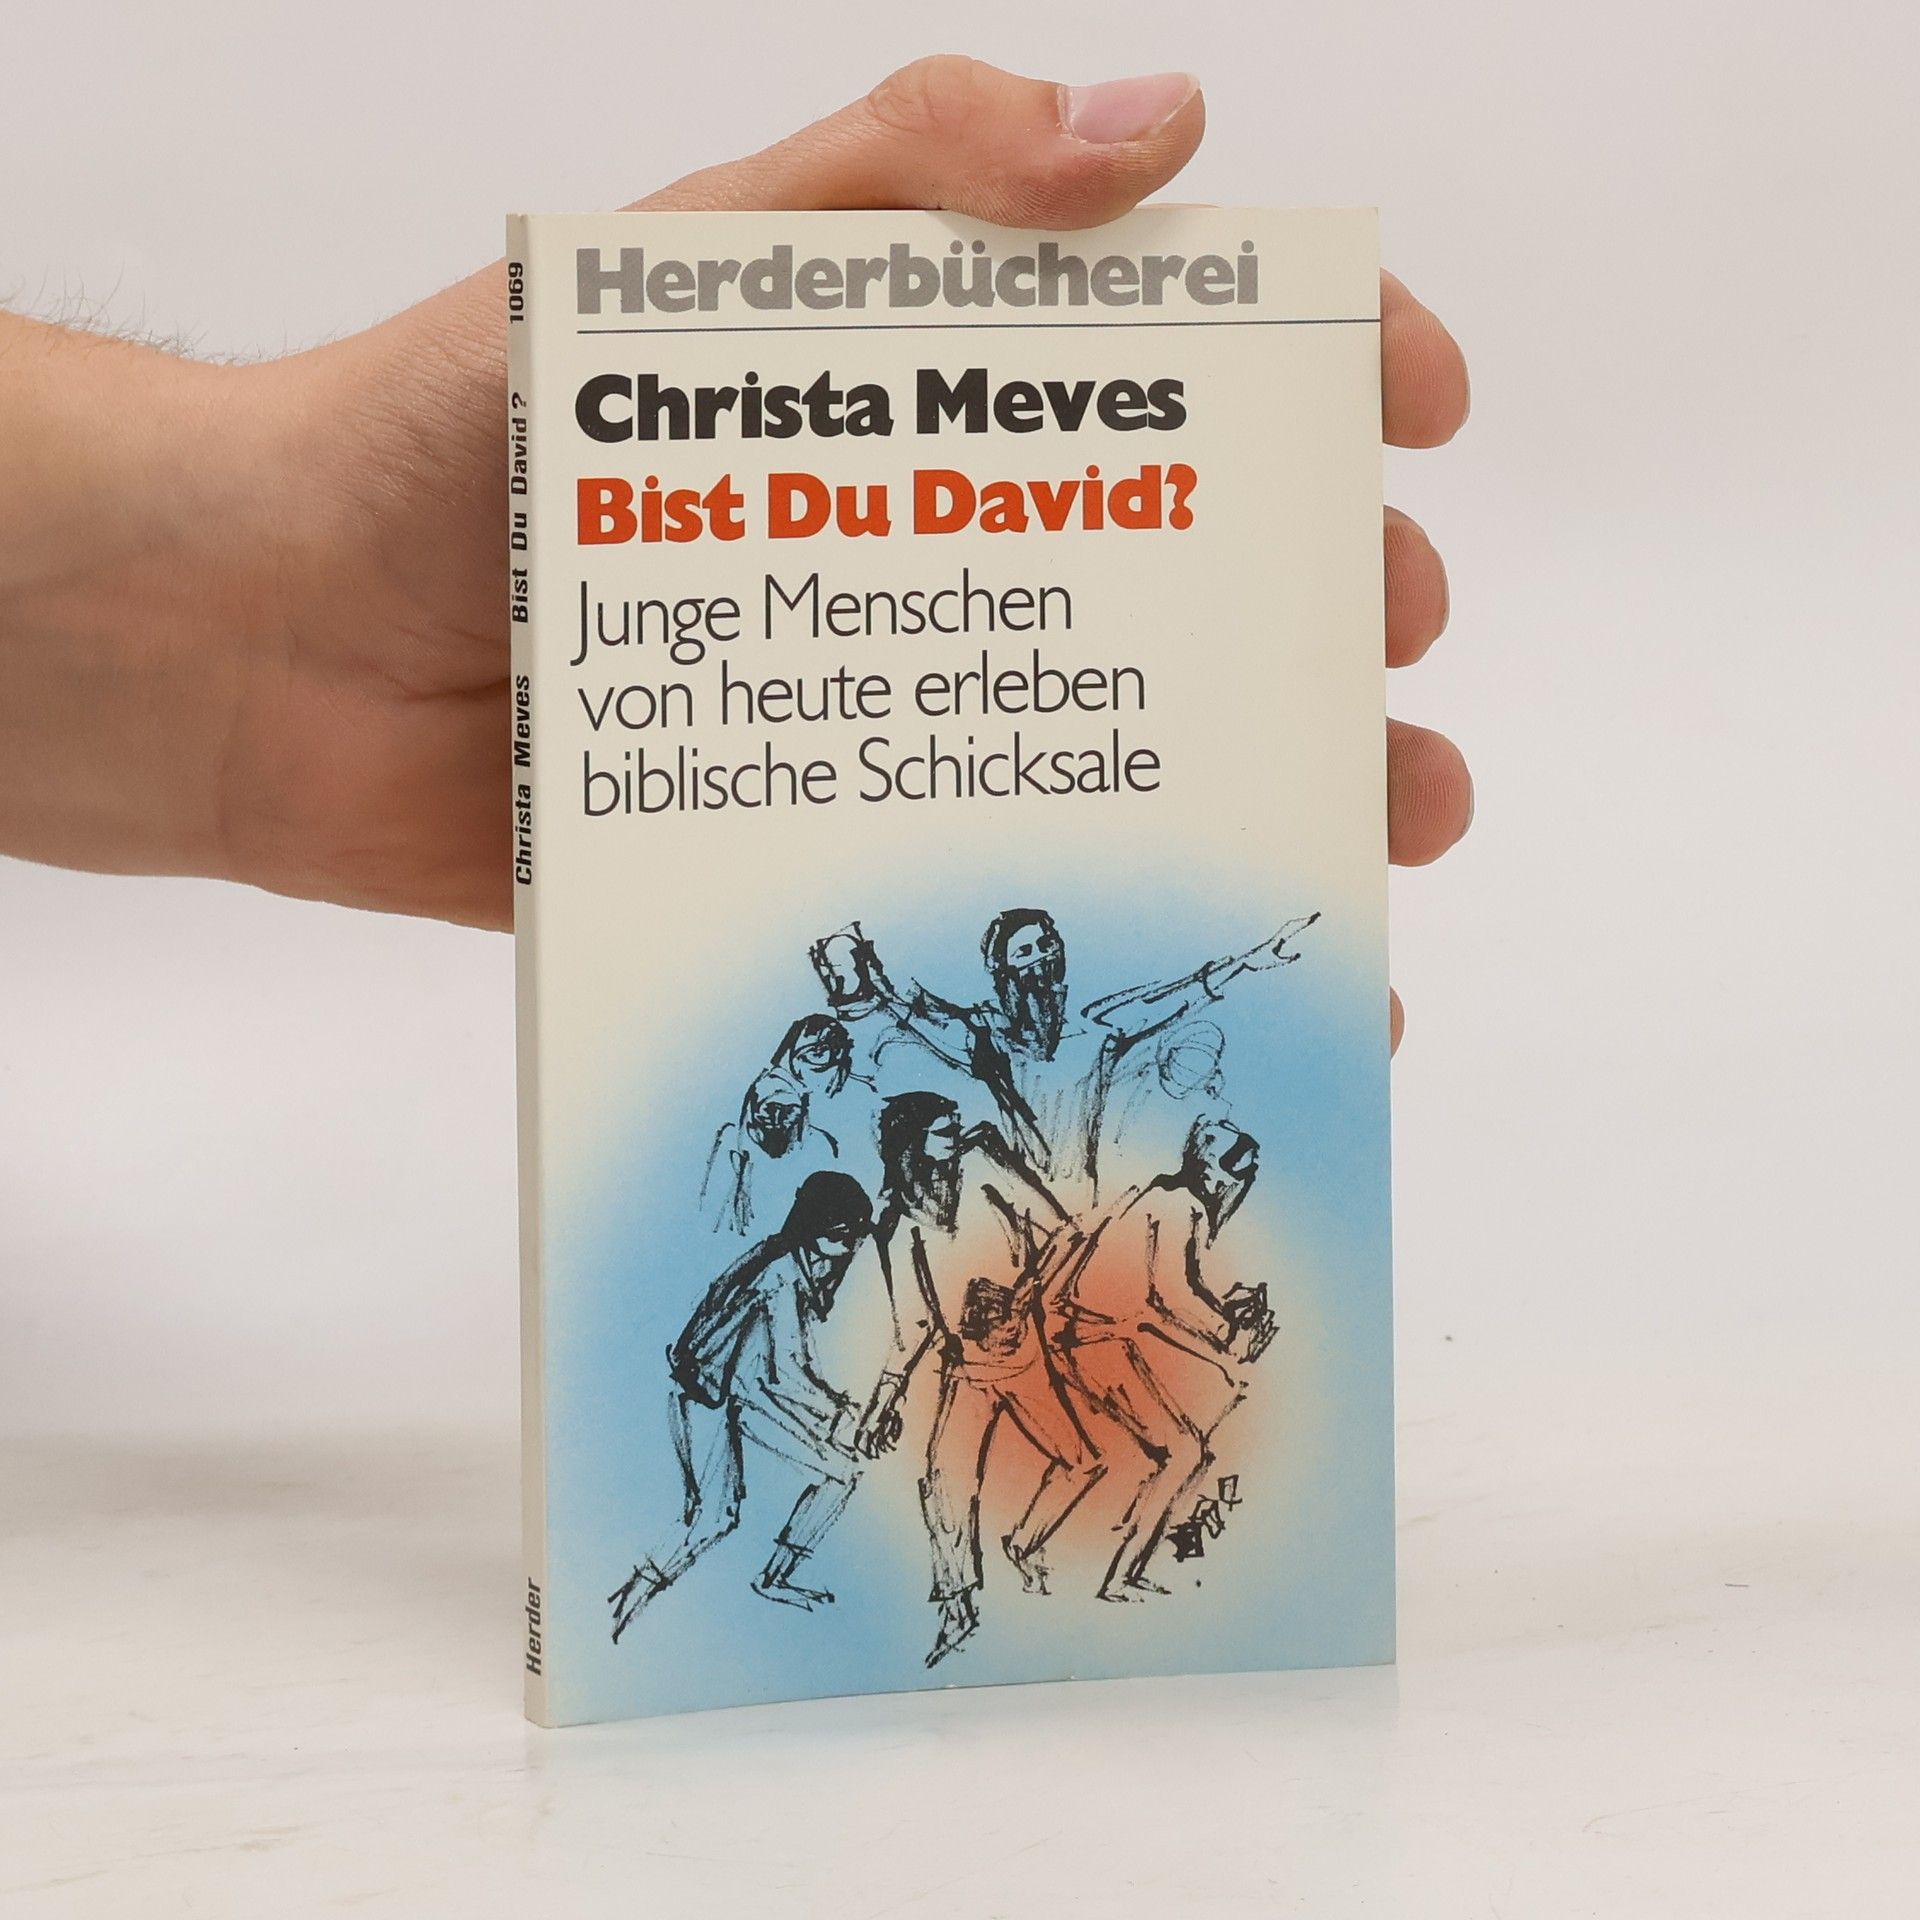 Herderbücherei
Christa Meves
Bist Du David?
Junge Menschen
von heute erleben
biblische Schicksale
Herder Christa Meves Bist Du David? 1069